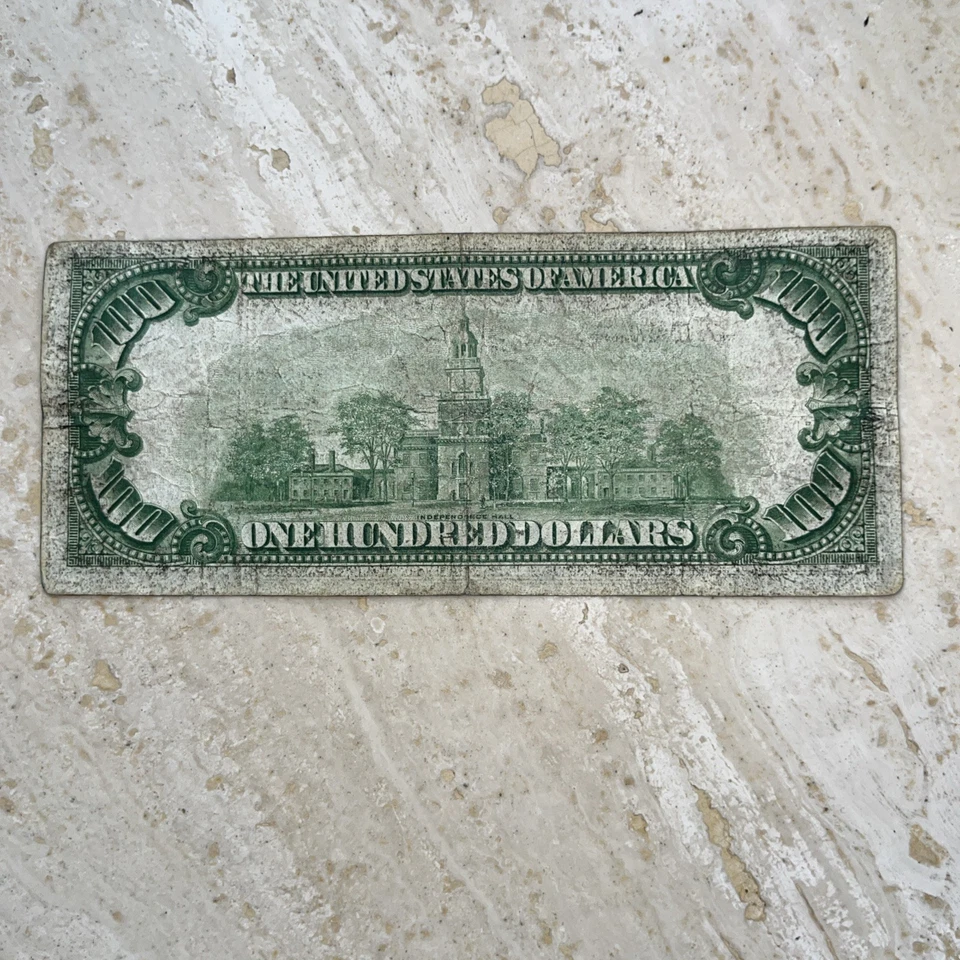 THE UNITED STATES OF AMERICA
100 100
INDEPENDENCE HALL
100 ONE HUNDRED DOLLARS 100